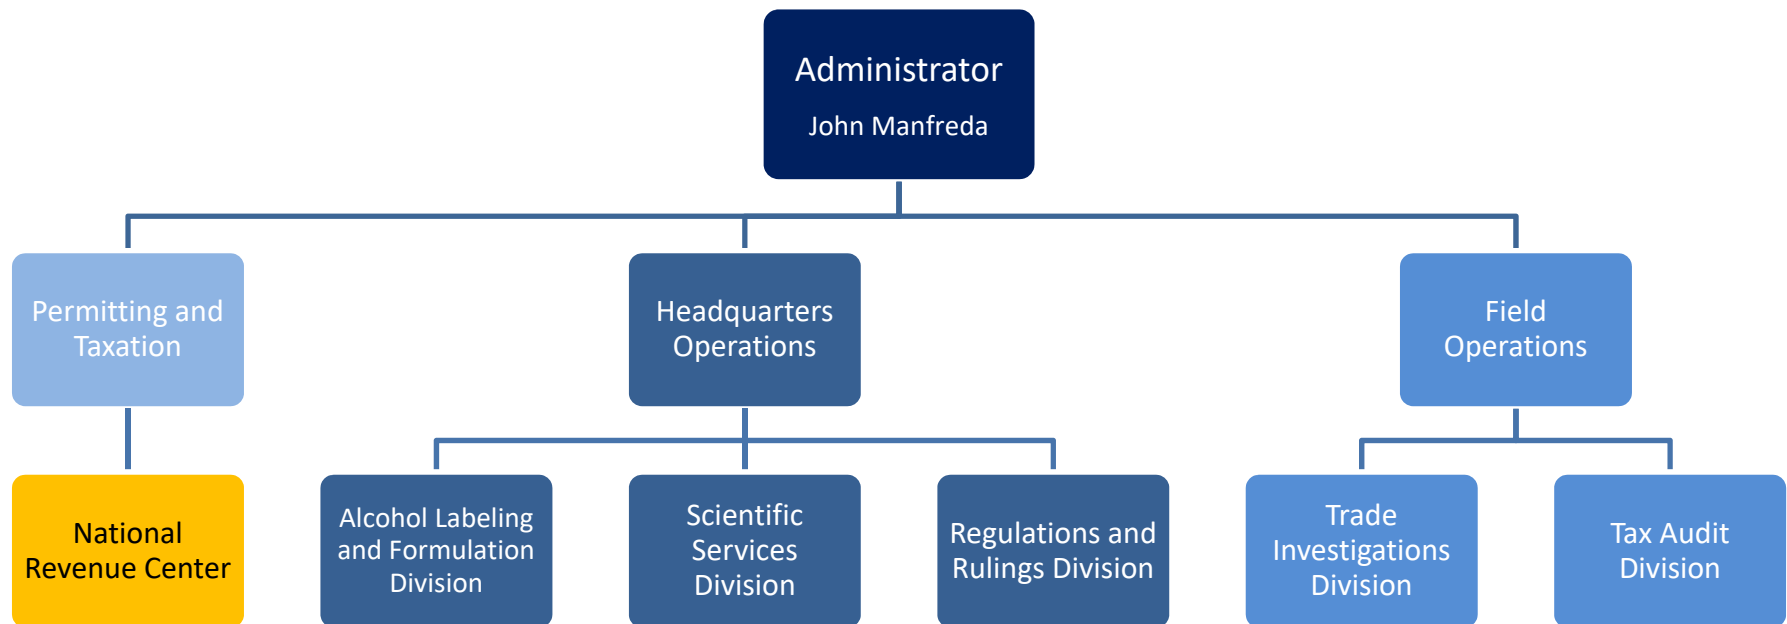 Administrator
John Manfreda
Permitting and
Taxation
Headquarters
Operations
Field
Operations
National
Revenue Center
Alcohol Labeling
and Formulation
Division
Scientific
Services
Division
Regulations and
Rulings Division
Trade
Investigations
Division
Tax Audit
Division